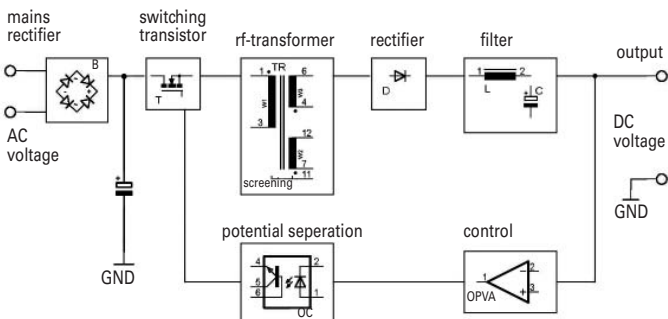 mains
rectifier
switching
transistor
rf-transformer
rectifier
filter
output
B
T
1
TR
6
W1
W3
4
3
12
W2
7
11
screening
D
1
2
L
+
C
AC
voltage
DC
voltage
+
GND
GND
potential seperation
control
4
2
5
6
1
OC
1
2
3
OPVA